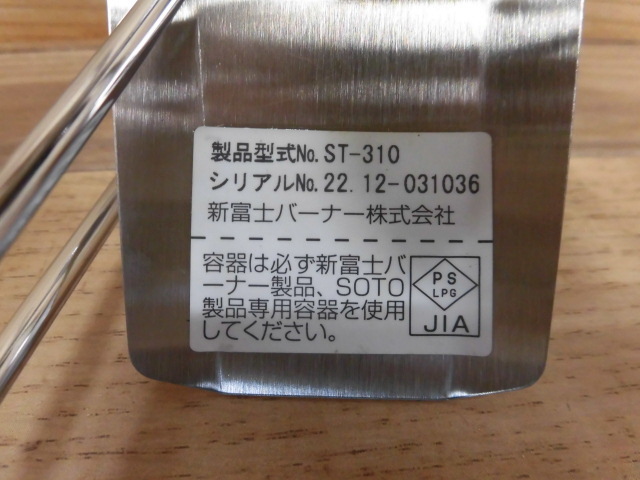 製品型式No. ST-310
シリアルNo. 22.12-031036
新富士バーナー株式会社
容器は必ず新富士バ
ーナー製品、SOTO
製品専用容器を使用
してください。
PS
LPG
JIA